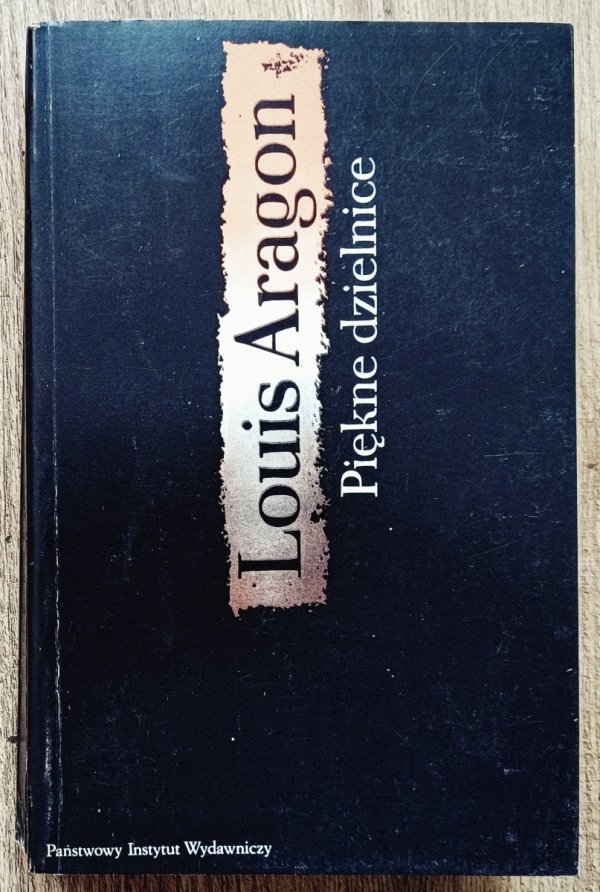 Louis Aragon
Piękne dzielnice
Państwowy Instytut Wydawniczy